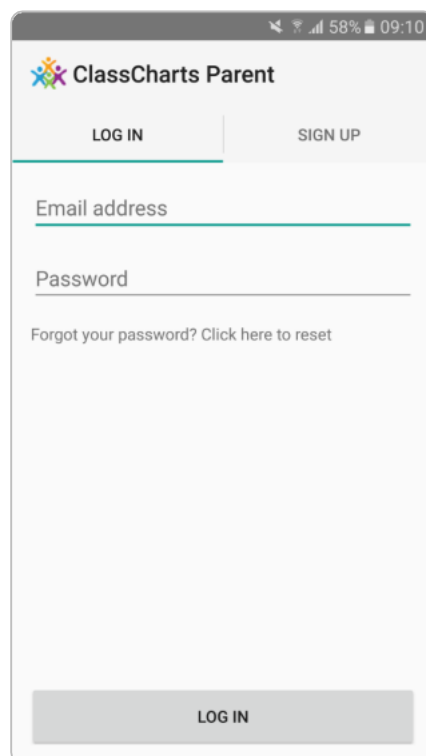 58% 09:10
ClassCharts Parent
LOG IN SIGN UP
Email address
Password
Forgot your password? Click here to reset
LOG IN